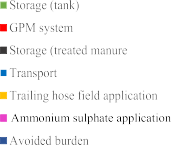 Storage (tank)
GPM system
Storage (treated manure
Transport
Trailing hose field application
Ammonium sulphate application
Avoided burden